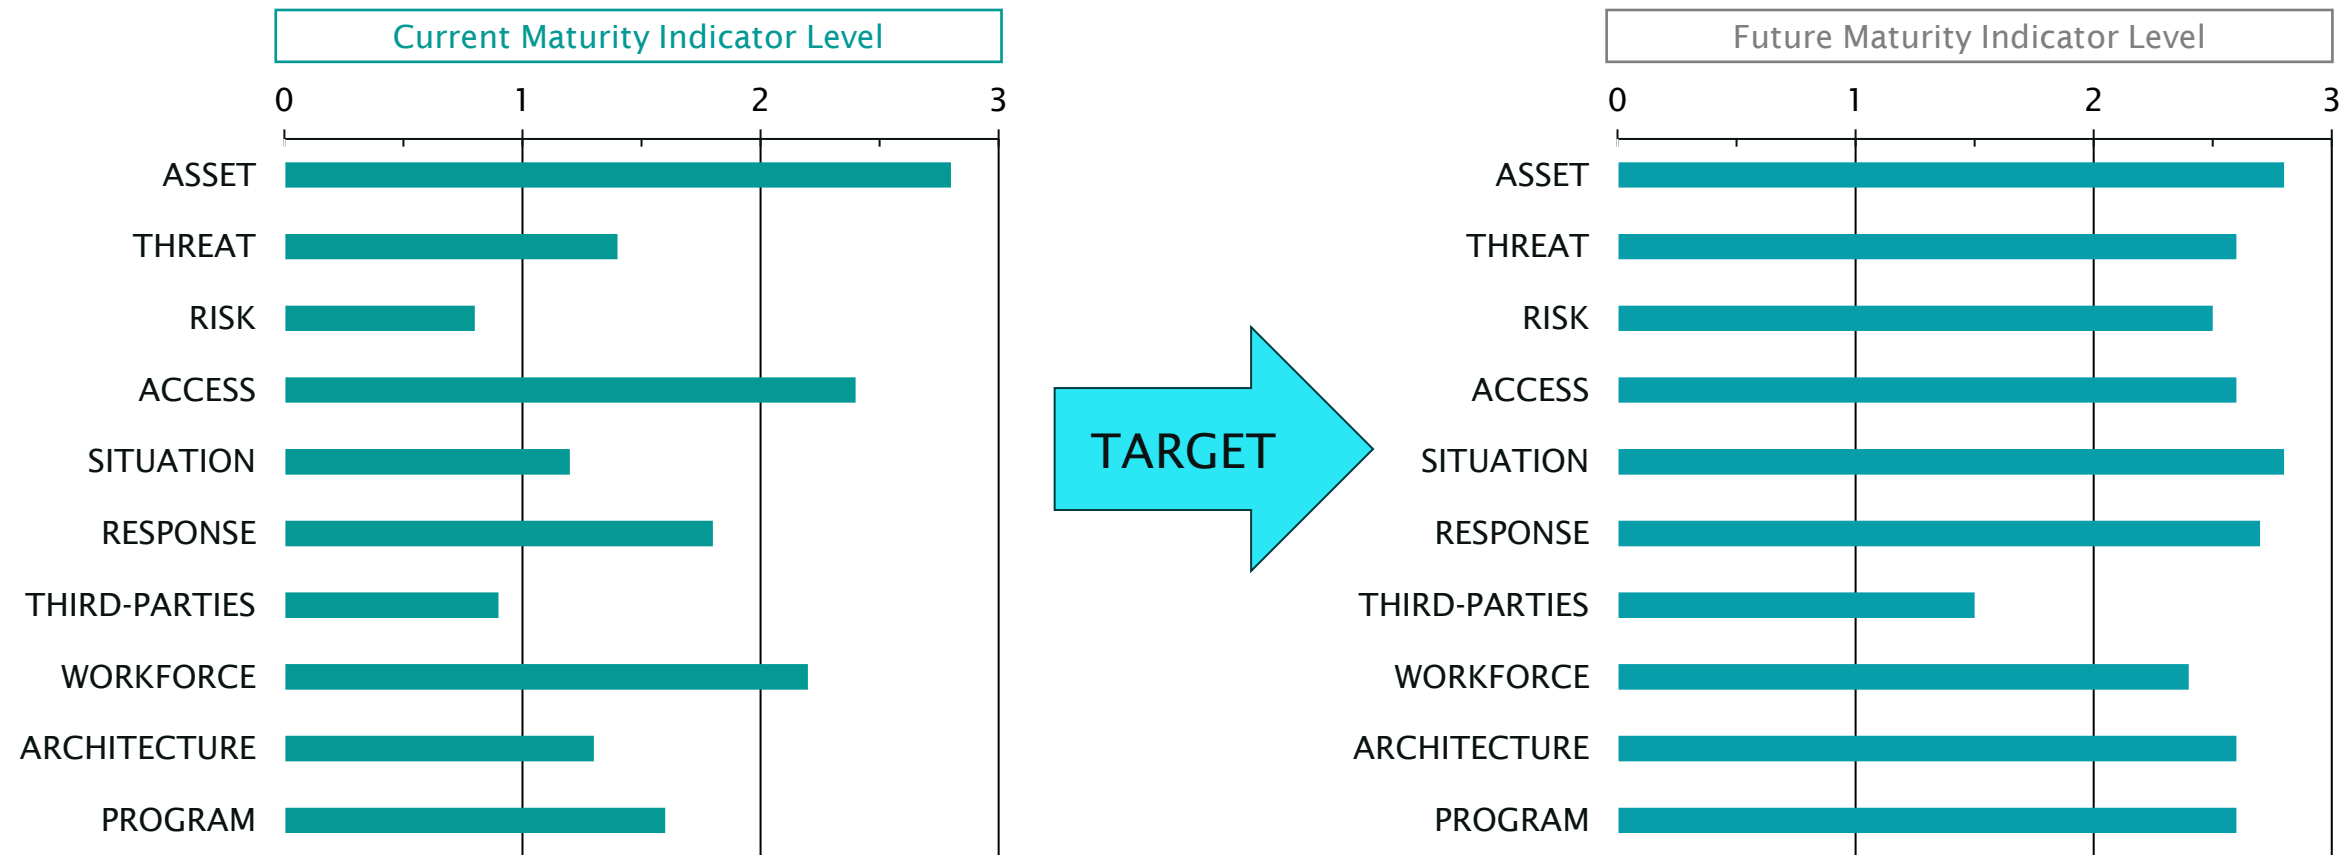 Current Maturity Indicator Level
0 1 2 3
ASSET
THREAT
RISK
ACCESS
SITUATION
RESPONSE
THIRD-PARTIES
WORKFORCE
ARCHITECTURE
PROGRAM
TARGET
Future Maturity Indicator Level
0 1 2 3
ASSET
THREAT
RISK
ACCESS
SITUATION
RESPONSE
THIRD-PARTIES
WORKFORCE
ARCHITECTURE
PROGRAM